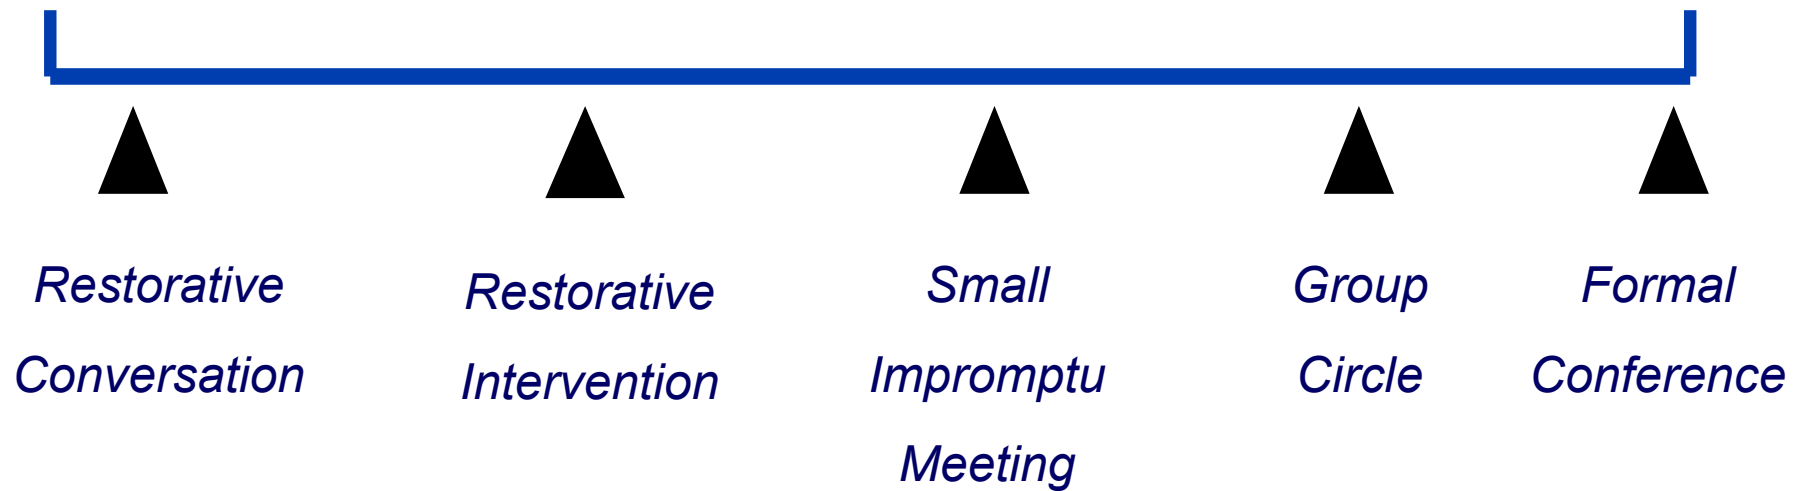 Restorative
Conversation
Restorative
Intervention
Small
Impromptu
Meeting
Group
Circle
Formal
Conference